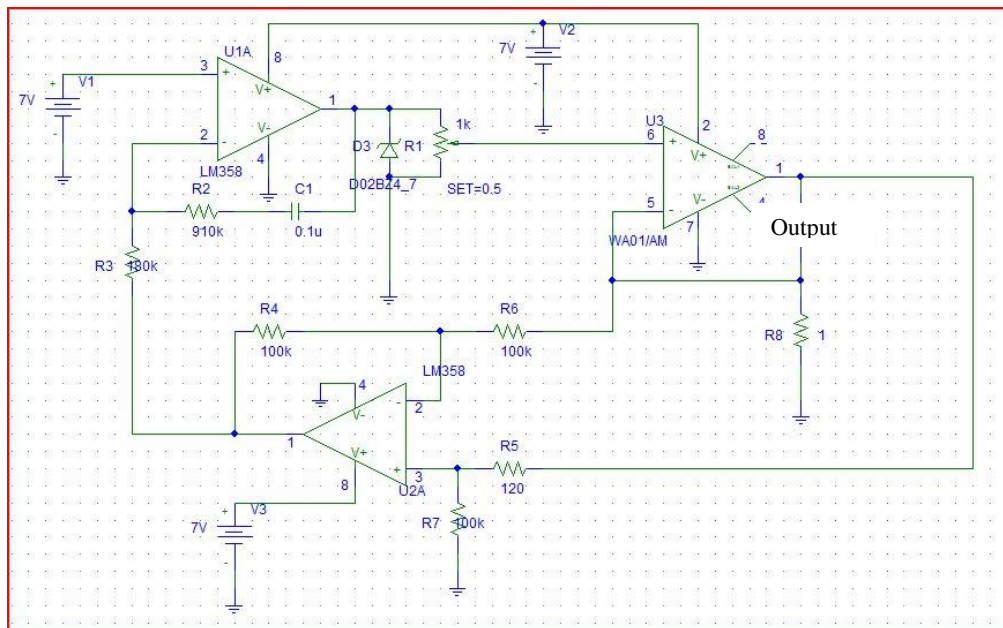 V2
U1A
8
7V
+
-
+
V1
3
+
7V
V+
1
-
V-
2
-
4
LM358
D3
R1
1k
D02BZ4_7
SET=0.5
U3
6
+
2
8
V+
1
5
-
V-
4
7
WA01/AM
Output
R2
910k
C1
0.1u
R3
180k
R4
100k
R6
100k
R8
1
LM358
4
V-
-
2
1
V+
+
3
8
U2A
R5
120
R7
100k
V3
+
7V
-